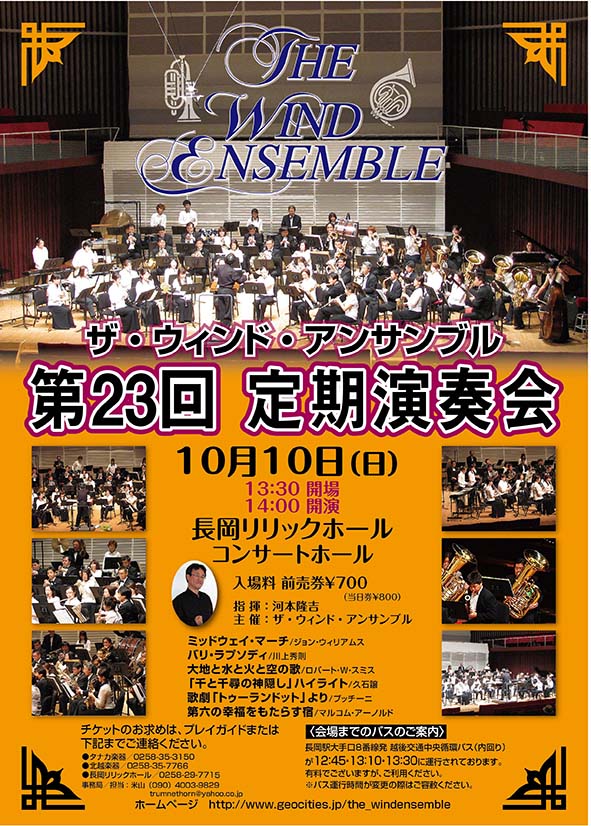 THE
WIND
ENSEMBLE
ザ・ウィンド・アンサンブル
第23回 定期演奏会
10月10日(日)
13:30 開場
14:00 開演
長岡リリックホール
コンサートホール
入場料 前売券¥700
(当日券¥800)
指 揮:河本隆吉
主 催:ザ・ウィンド・アンサンブル
ミッドウェイ・マーチ/ジョン・ウィリアムス
バリ・ラプソディ/川上秀則
大地と水と火と空の歌/ロバート・W・スミス
「千と千尋の神隠し」ハイライト/久石譲
歌劇「トゥーランドット」より/プッチーニ
第六の幸福をもたらす宿/マルコム・アーノルド
チケットのお求めは、プレイガイドまたは
下記までご連絡ください。
●タナカ楽器/0258-35-3150
●北越楽器/0258-35-7766
●長岡リリックホール/0258-29-7715
事務局/担当:米山(090)4003-9829
trumnethorn@yahoo.co.jp
〈会場までのバスのご案内〉
長岡駅大手口8番線発 越後交通中央循環バス(内回り)
が12:45・13:10・13:30に運行されております。
有料でございますが、ご利用ください。
※バス運行時間が変更の際はご容赦ください。
ホームページ http://www.geocities.jp/the_windensemble